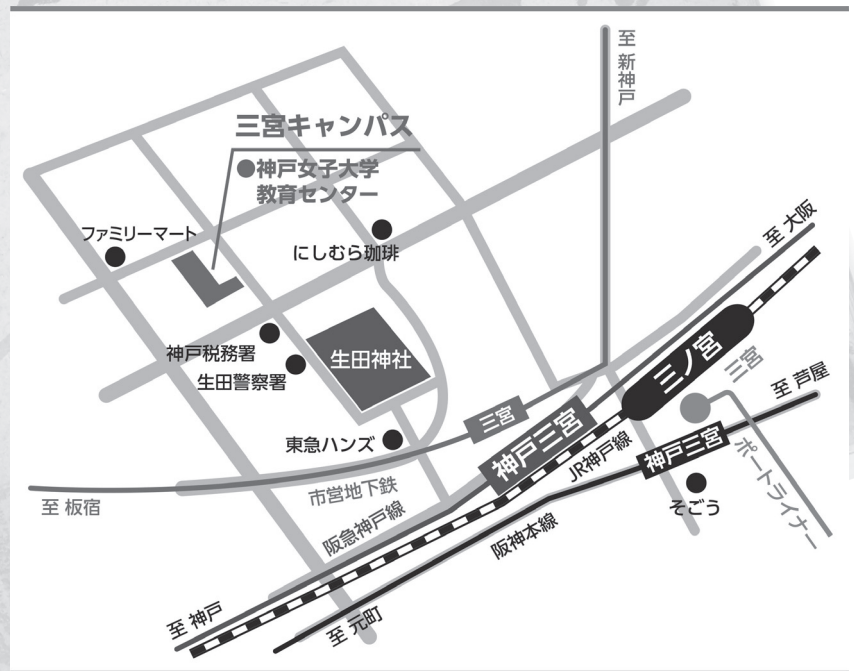 至 新神戸
三宮キャンパス
●神戸女子大学
教育センター
ファミリーマート
にしむら珈琲
至 大阪
神戸税務署
生田警察署
生田神社
三ノ宮
三宮
至 芦屋
三宮
神戸三宮
東急ハンズ
JR神戸線
神戸三宮
ポートライナー
市営地下鉄
至 板宿
そごう
阪急神戸線
阪神本線
至 神戸
至 元町